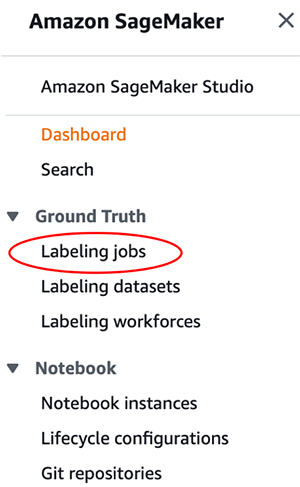 Amazon SageMaker
Amazon SageMaker Studio
Dashboard
Search
Ground Truth
Labeling jobs
Labeling datasets
Labeling workforces
Notebook
Notebook instances
Lifecycle configurations
Git repositories